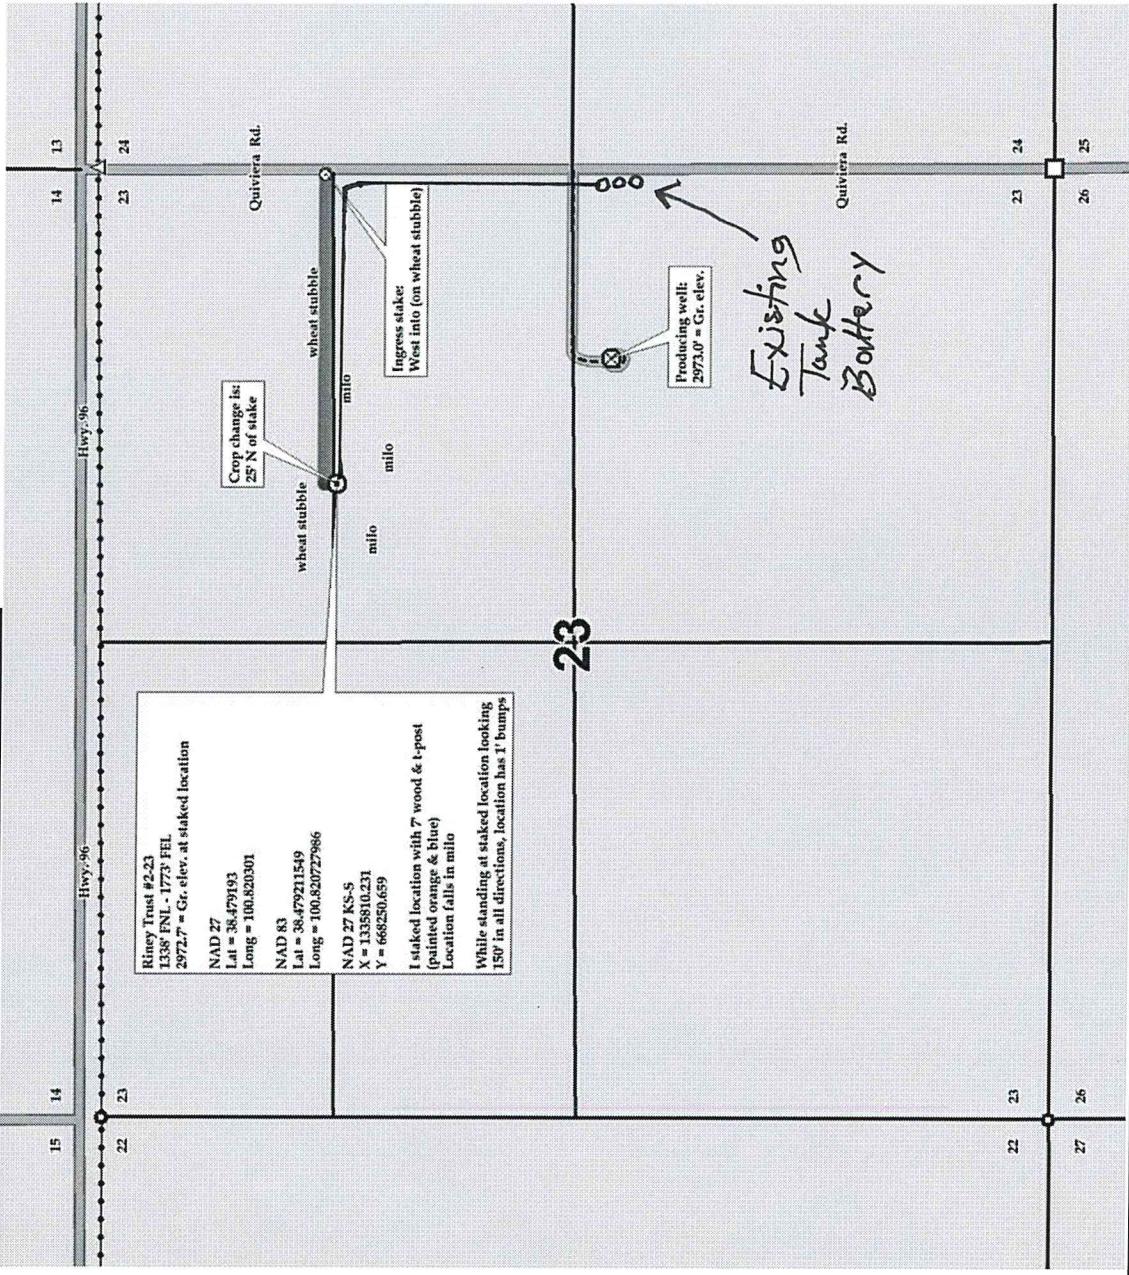 15 14 14 13
Hwy. 96 Hwy. 96
22 23 23 24
Riney Trust #2-23
1338' FNL - 1773' FEL
2972.7' = Gr. elev. at staked location
NAD 27
Lat = 38.479193
Long = 100.820301
NAD 83
Lat = 38.479211549
Long = 100.820727986
NAD 27 KS-S
X = 1335810.231
Y = 668250.659
I staked location with 7' wood & t-post
(painted orange & blue)
Location falls in milo
While standing at staked location looking
150' in all directions, location has 1' bumps
Crop change is:
25' N of stake
Quiviera Rd.
wheat stubble
wheat stubble
milo
milo
milo
Ingress stake:
West into (on wheat stubble)
23
Producing well:
2973.0' = Gr. elev.
Existing
Tank
Battery
Quiviera Rd.
22 23 23 24
27 26 26 25